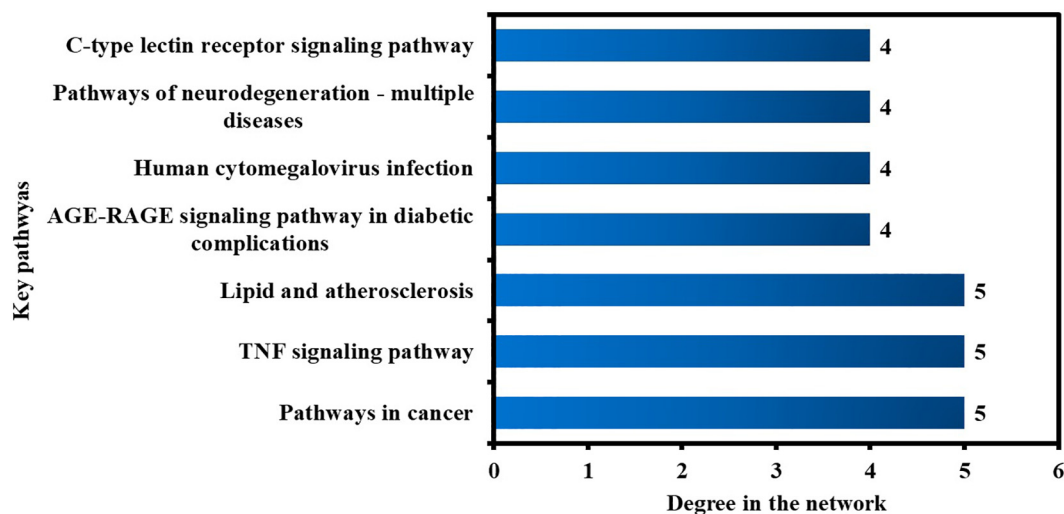 C-type lectin receptor signaling pathway
4
Pathways of neurodegeneration - multiple
diseases
4
Human cytomegalovirus infection
4
AGE-RAGE signaling pathway in diabetic
complications
4
Lipid and atherosclerosis
5
TNF signaling pathway
5
Pathways in cancer
5
Key pathwyas
0 1 2 3 4 5 6
Degree in the network